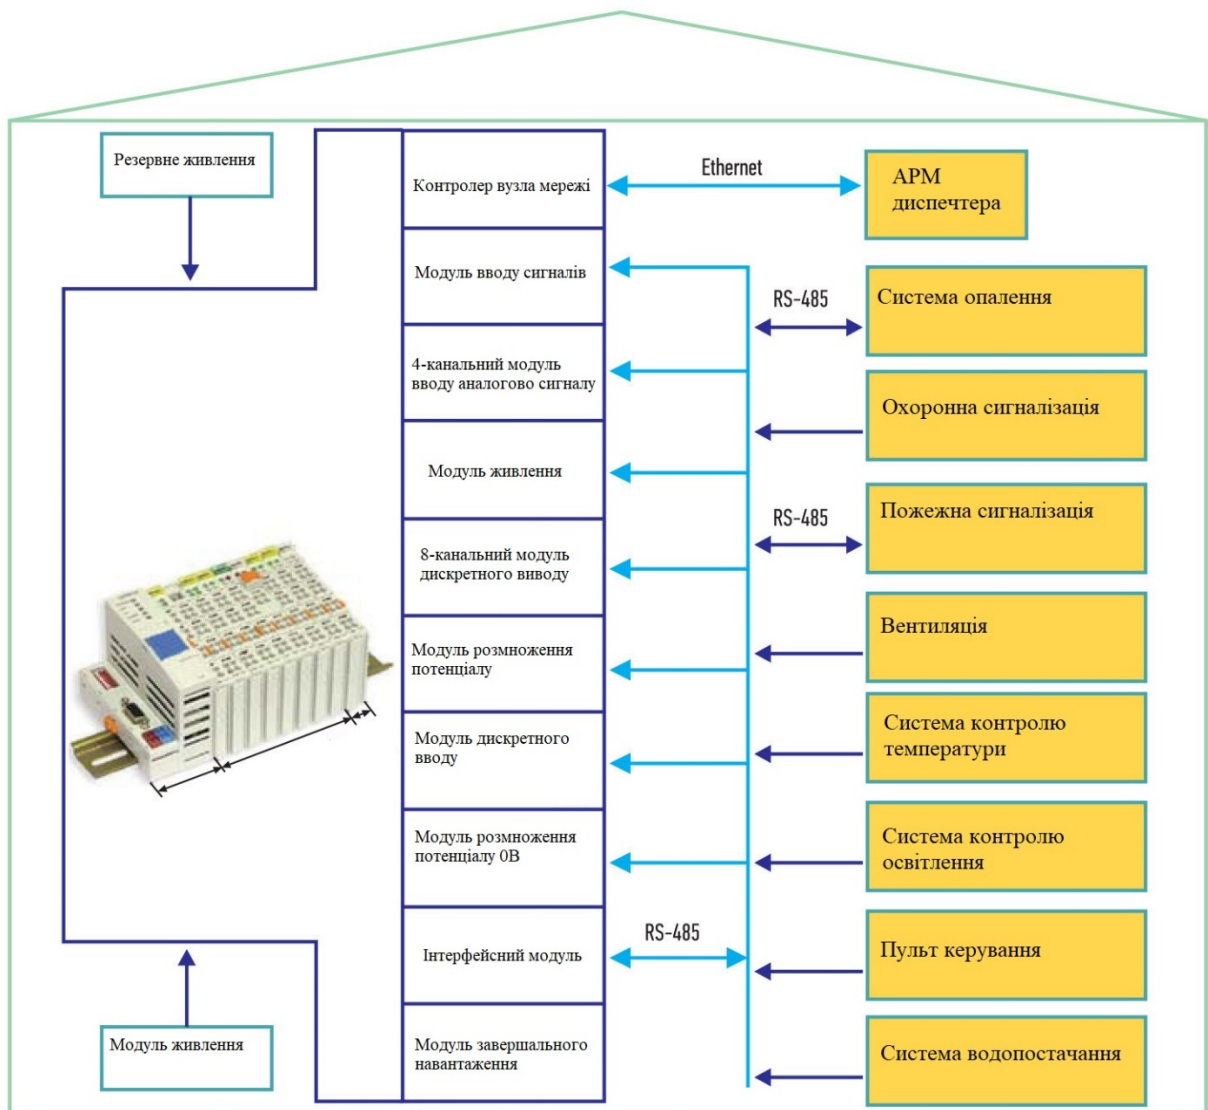 Резервне живлення
Контролер вузла мережі
Ethernet
АРМ
диспечтера
Модуль вводу сигналів
RS-485
Система опалення
4-канальний модуль
вводу аналогово сигналу
Охоронна сигналізація
Модуль живлення
RS-485
Пожежна сигналізація
8-канальний модуль
дискретного виводу
Вентиляція
Модуль розмноження
потенціалу
Система контролю
температури
Модуль дискретного
вводу
Модуль розмноження
потенціалу 0В
Система контролю
освітлення
RS-485
Інтерфейсний модуль
Пульт керування
Модуль живлення
Модуль завершального
навантаження
Система водопостачання